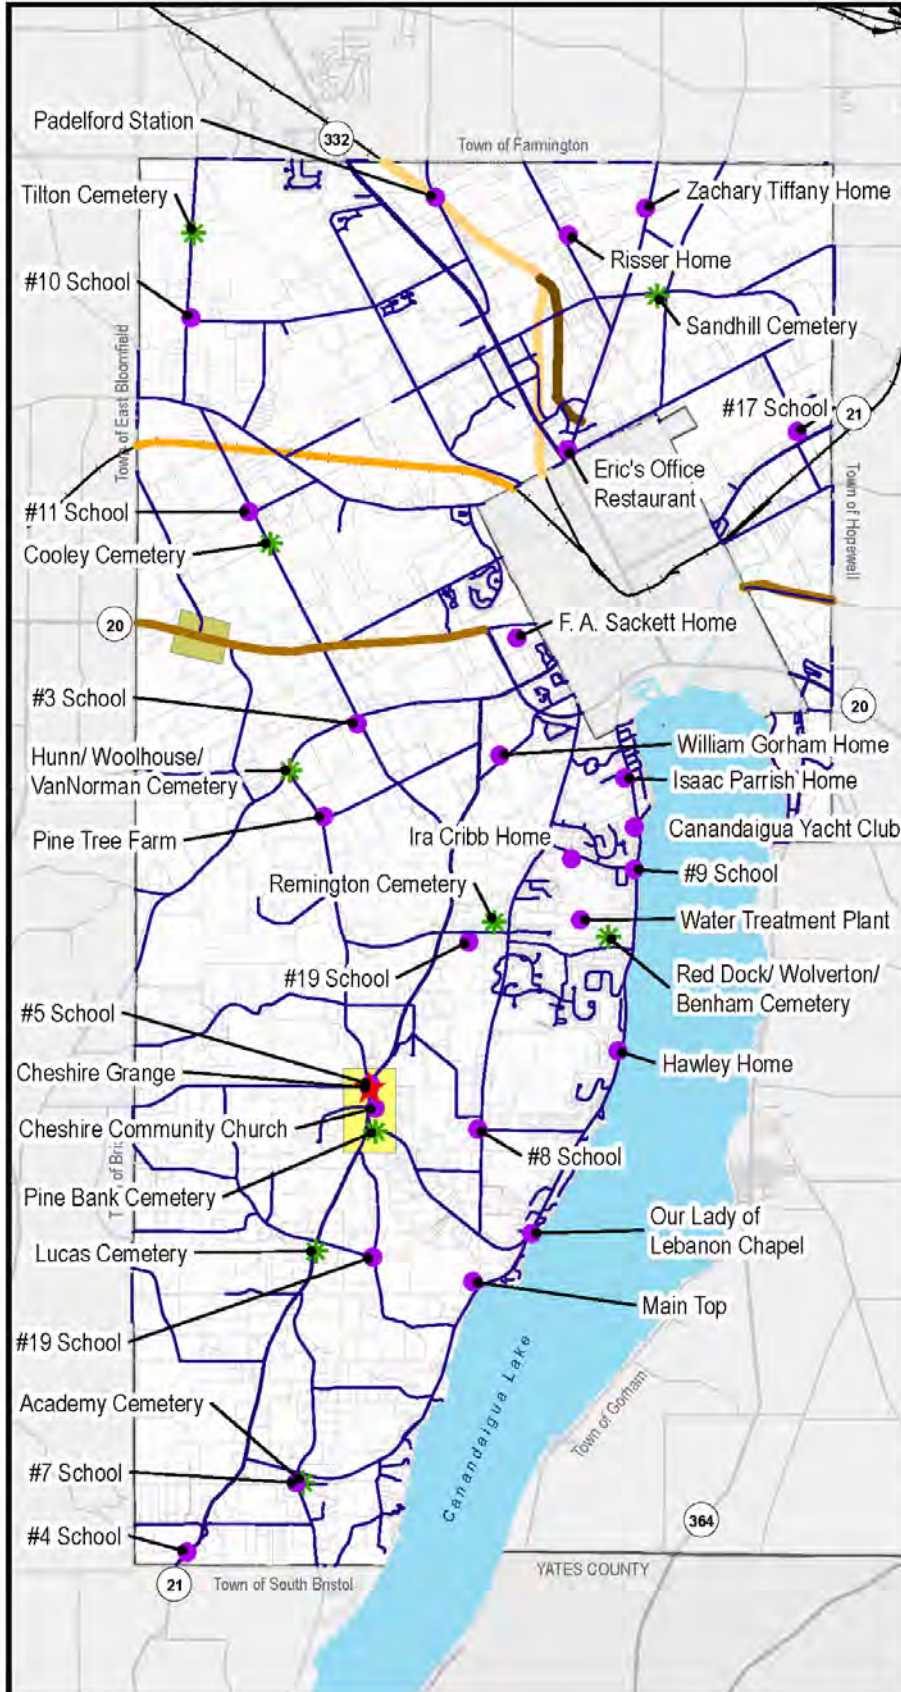 Padelford Station
332
Town of Farmington
Tilton Cemetery
Zachary Tiffany Home
Risser Home
#10 School
Sandhill Cemetery
Town of East Bloomfield
#17 School
21
Eric's Office
Restaurant
Town of Hopewell
#11 School
Cooley Cemetery
20
F. A. Sackett Home
#3 School
20
William Gorham Home
Hunn/ Woolhouse/
VanNorman Cemetery
Isaac Parrish Home
Pine Tree Farm
Ira Cribb Home
Canandaigua Yacht Club
#9 School
Remington Cemetery
Water Treatment Plant
#19 School
Red Dock/ Wolverton/
Benham Cemetery
#5 School
Hawley Home
Cheshire Grange
Cheshire Community Church
#8 School
Pine Bank Cemetery
Our Lady of
Lebanon Chapel
Lucas Cemetery
Main Top
#19 School
Canandaigua Lake
Town of Gorham
Academy Cemetery
#7 School
364
#4 School
21
Town of South Bristol
YATES COUNTY